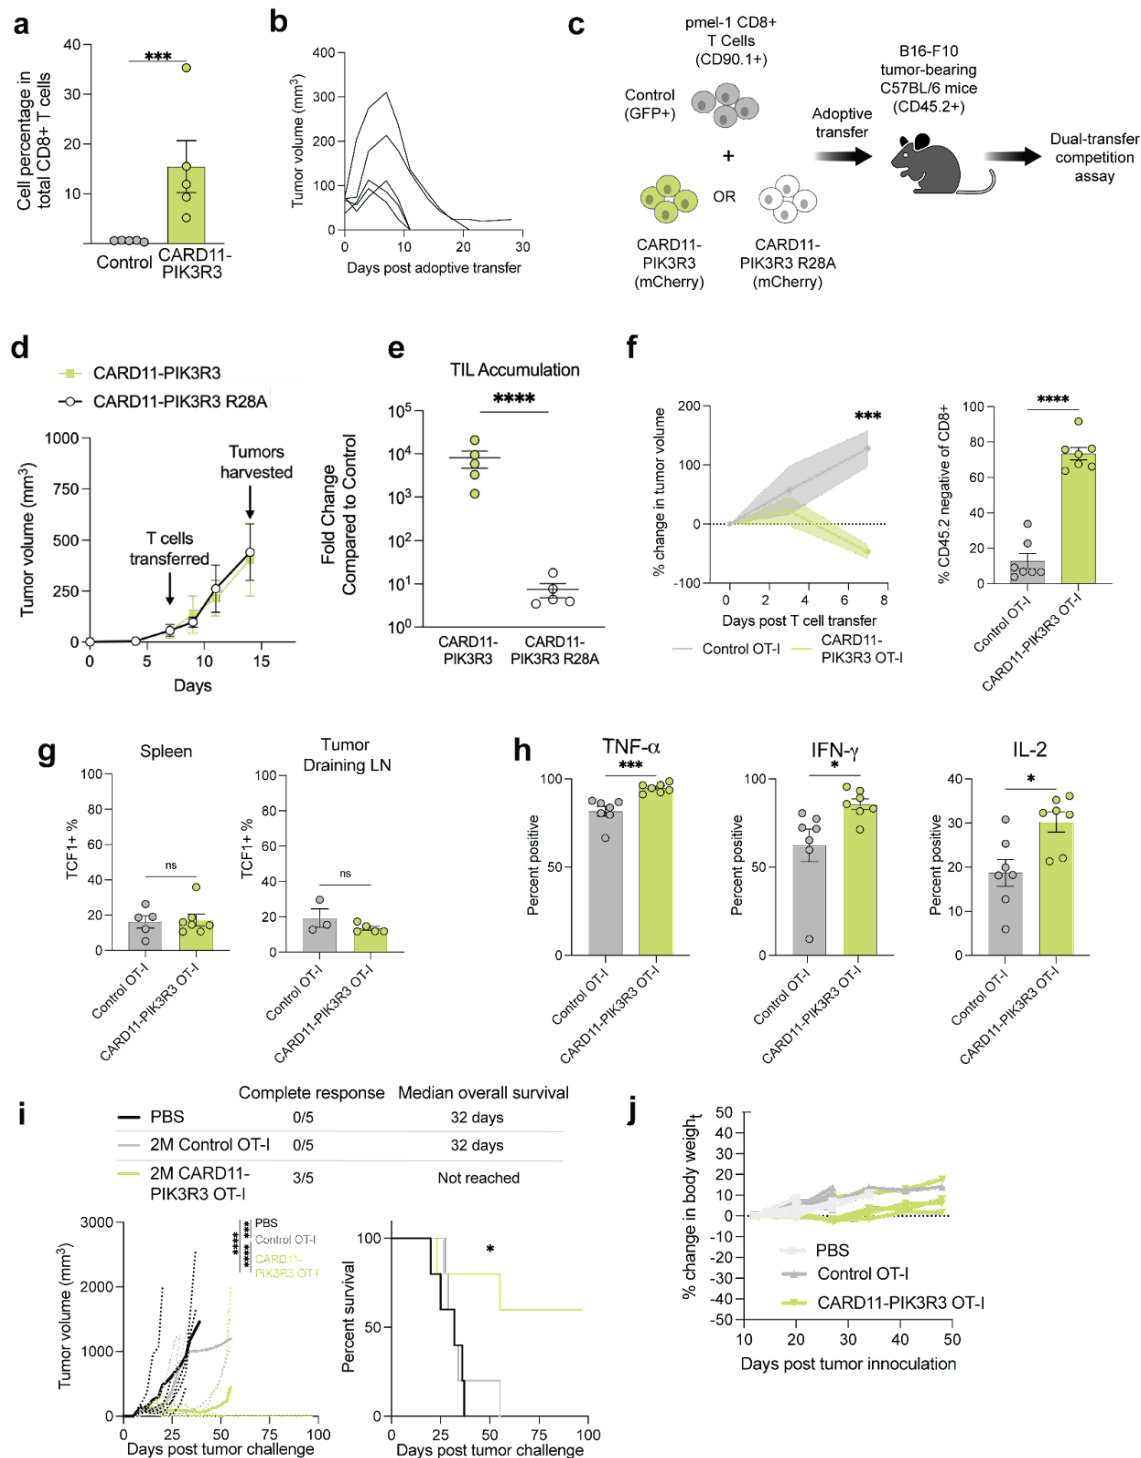 a
Cell percentage in
total CD8+ T cells
40
30
20
10
***
Control
CARD11-
PIK3R3
b
Tumor volume (mm³)
400
300
200
100
0
0
10
20
30
Days post adoptive transfer
c
pmel-1 CD8+
T Cells
(CD90.1+)
Control
(GFP+)
+
OR
CARD11-
PIK3R3
(mCherry)
CARD11-
PIK3R3 R28A
(mCherry)
Adoptive
transfer
B16-F10
tumor-bearing
C57BL/6 mice
(CD45.2+)
Dual-transfer
competition
assay
d
CARD11-PIK3R3
CARD11-PIK3R3 R28A
Tumor volume (mm³)
1000
750
500
250
0
0
5
10
15
Days
T cells
transferred
Tumors
harvested
e
TIL Accumulation
****
Fold Change
Compared to Control
10⁵
10⁴
10³
10²
10¹
10⁰
CARD11-
PIK3R3
CARD11-
PIK3R3 R28A
f
% change in tumor volume
200
100
0
-100
***
0
2
4
6
8
Days post T cell transfer
Control OT-I
CARD11-
PIK3R3 OT-I
% CD45.2 negative of CD8+
100
80
60
40
20
0
****
Control OT-I
CARD11-PIK3R3 OT-I
g
Spleen
TCF1+ %
100
80
60
40
20
0
ns
Control OT-I
CARD11-PIK3R3 OT-I
Tumor
Draining LN
TCF1+ %
100
80
60
40
20
0
ns
Control OT-I
CARD11-PIK3R3 OT-I
h
TNF-α
***
Percent positive
100
50
0
Control OT-I
CARD11-PIK3R3 OT-I
IFN-γ
*
Percent positive
100
50
0
Control OT-I
CARD11-PIK3R3 OT-I
IL-2
*
Percent positive
40
30
20
10
0
Control OT-I
CARD11-PIK3R3 OT-I
i
Complete response
Median overall survival
PBS
0/5
32 days
2M Control OT-I
0/5
32 days
2M CARD11-
PIK3R3 OT-I
3/5
Not reached
Tumor volume (mm³)
3000
2000
1000
0
0
25
50
75
100
Days post tumor challenge
****
***
****
PBS
Control OT-I
CARD11-
PIK3R3 OT-I
Percent survival
100
50
0
*
0
25
50
75
100
Days post tumor challenge
j
% change in body weight
50
40
30
20
10
0
-10
-20
-30
-40
-50
PBS
Control OT-I
CARD11-PIK3R3 OT-I
10
20
30
40
50
Days post tumor innoculation